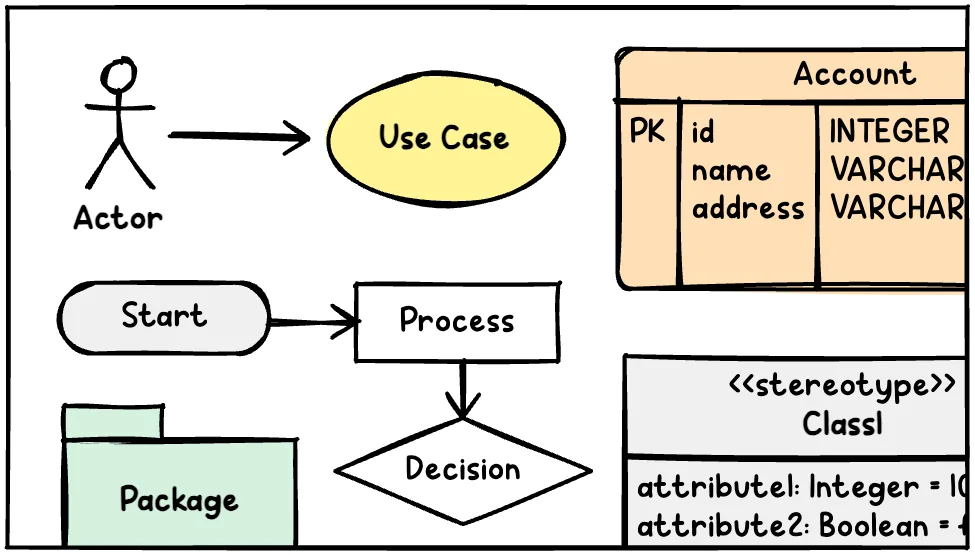 Actor
Use Case
Account
PK id INTEGER
name VARCHAR
address VARCHAR
Start
Process
Decision
Package
<<stereotype>>
Class1
attribute1: Integer = 10
attribute2: Boolean =